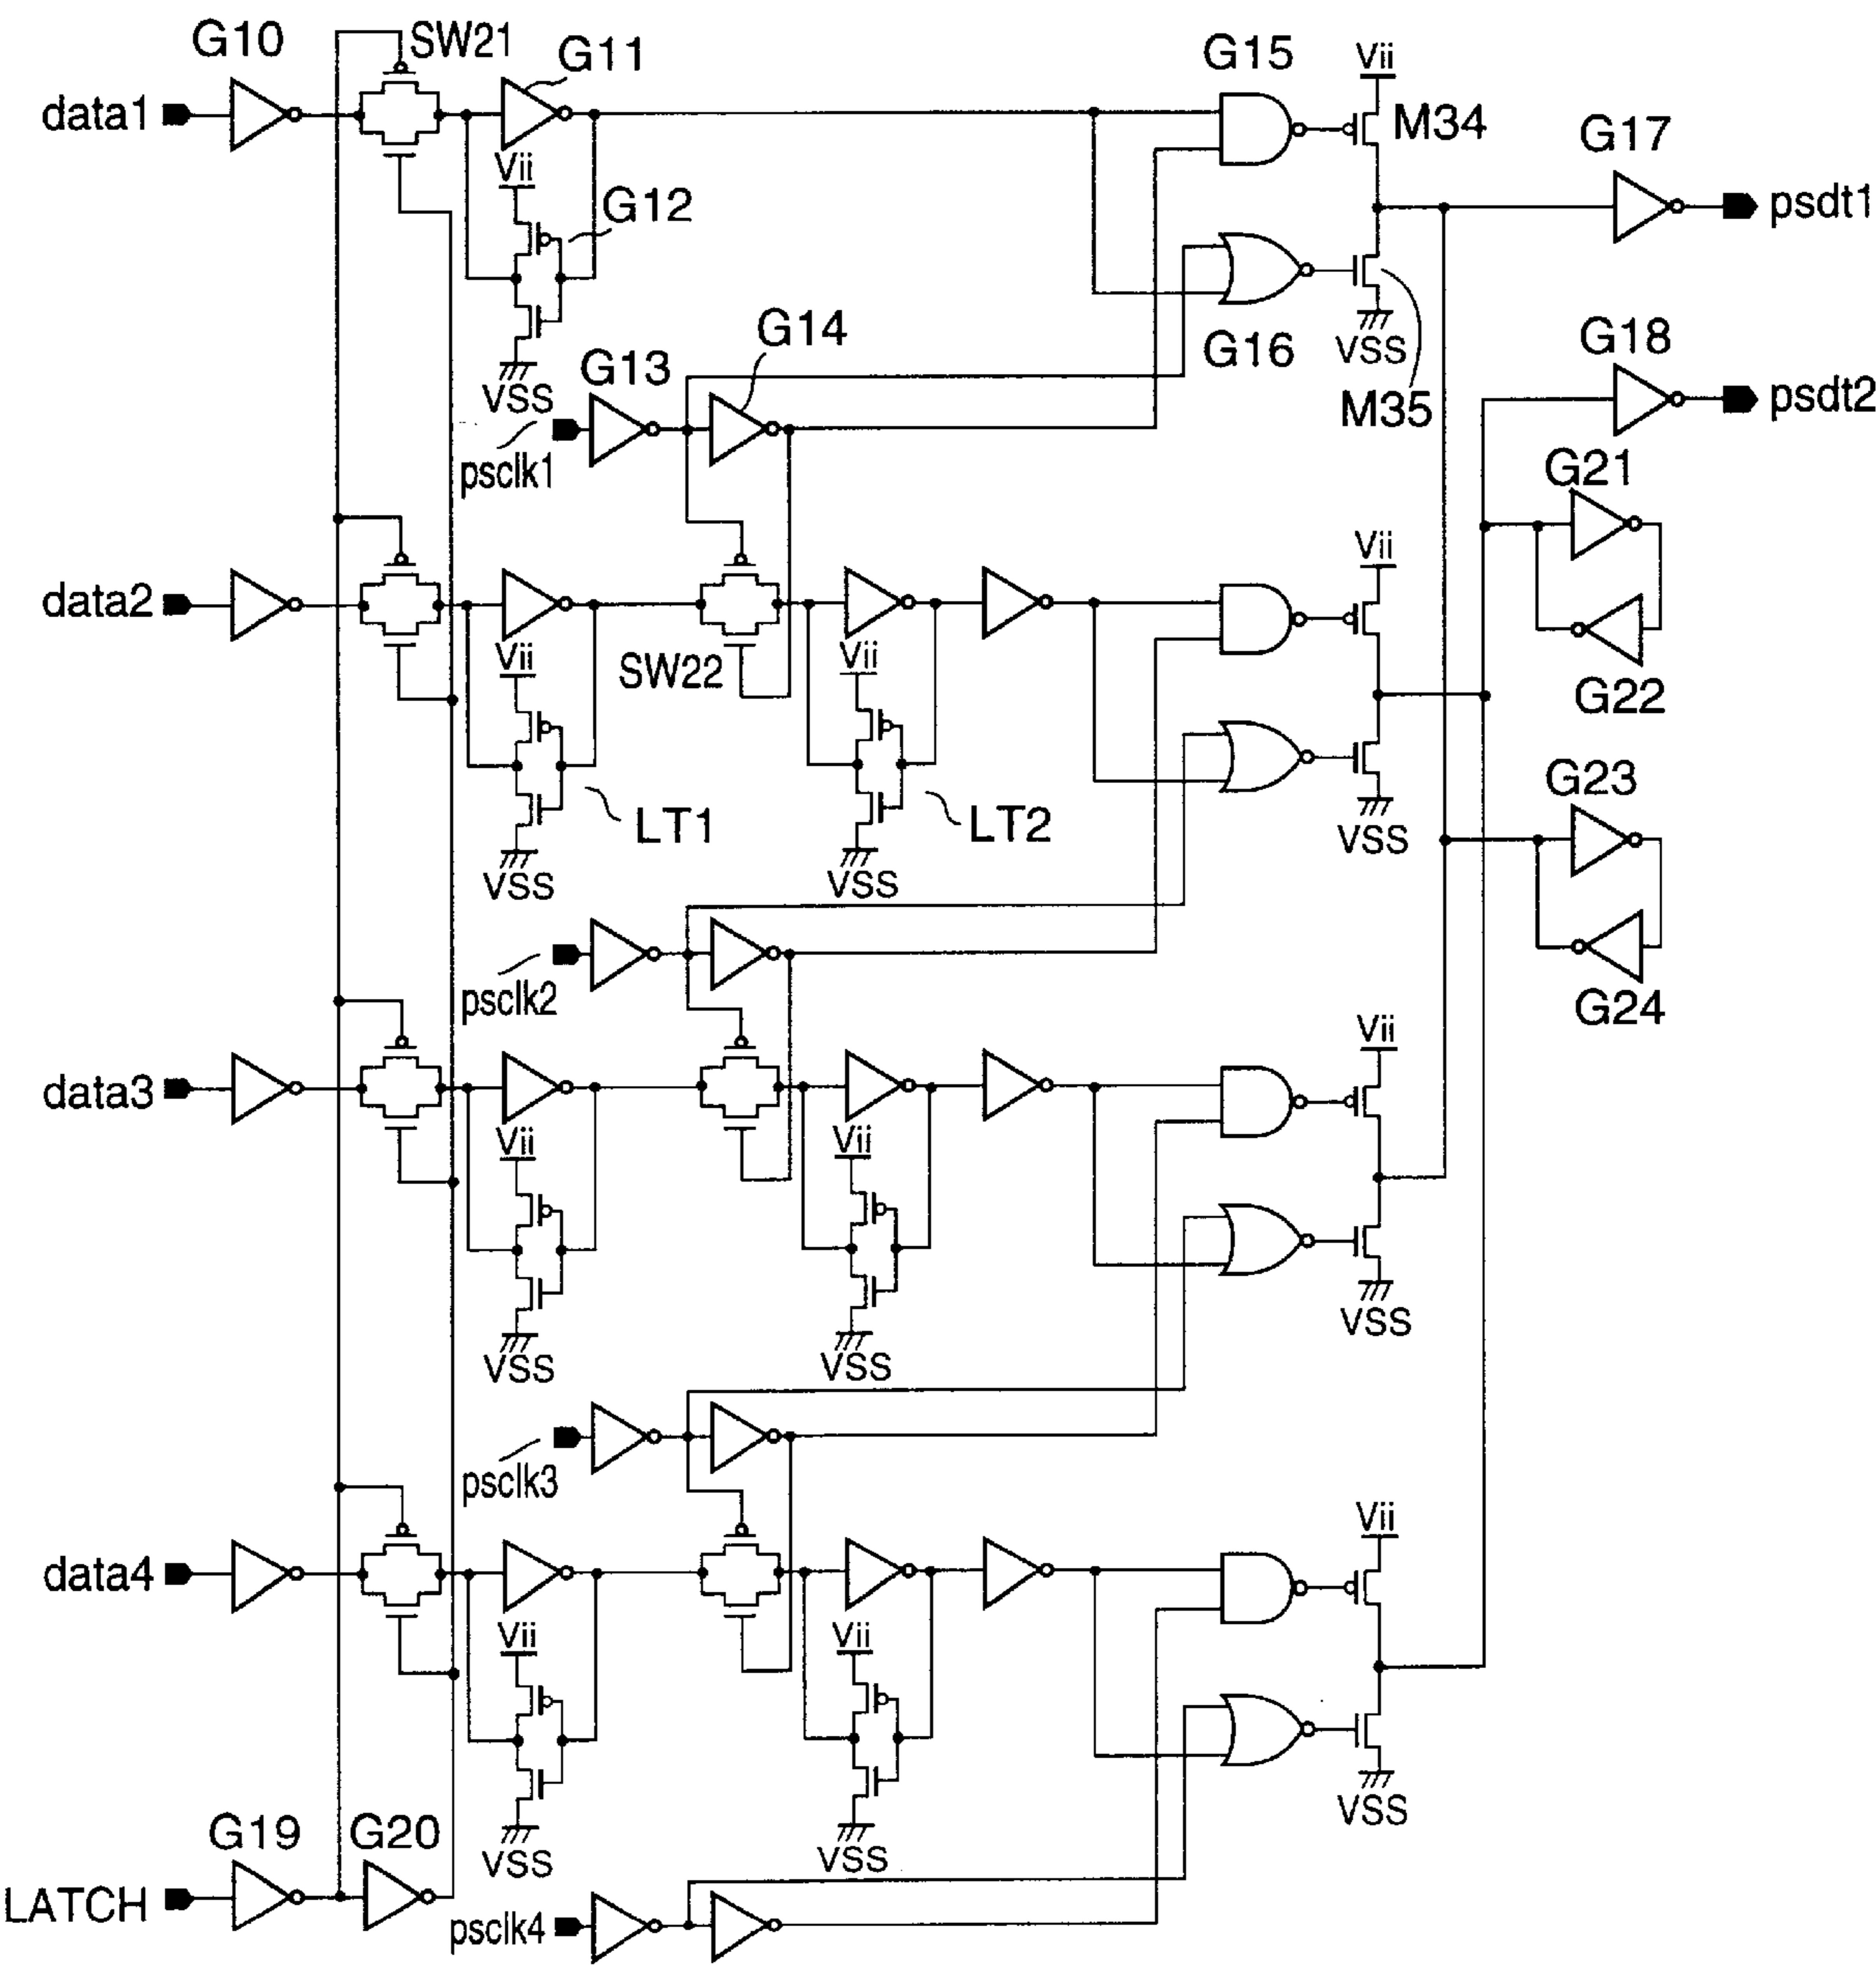 G10
SW21
G11
G15
Vii
data1
M34
G17
Vii
G12
psdt1
G14
G16
VSS
G18
G13
VSS
M35
psdt2
psclk1
G21
Vii
data2
Vii
SW22
Vii
G22
LT1
LT2
G23
VSS
VSS
VSS
psclk2
G24
Vii
data3
Vii
Vii
VSS
VSS
VSS
psclk3
Vii
data4
Vii
Vii
VSS
G19
G20
VSS
VSS
LATCH
psclk4